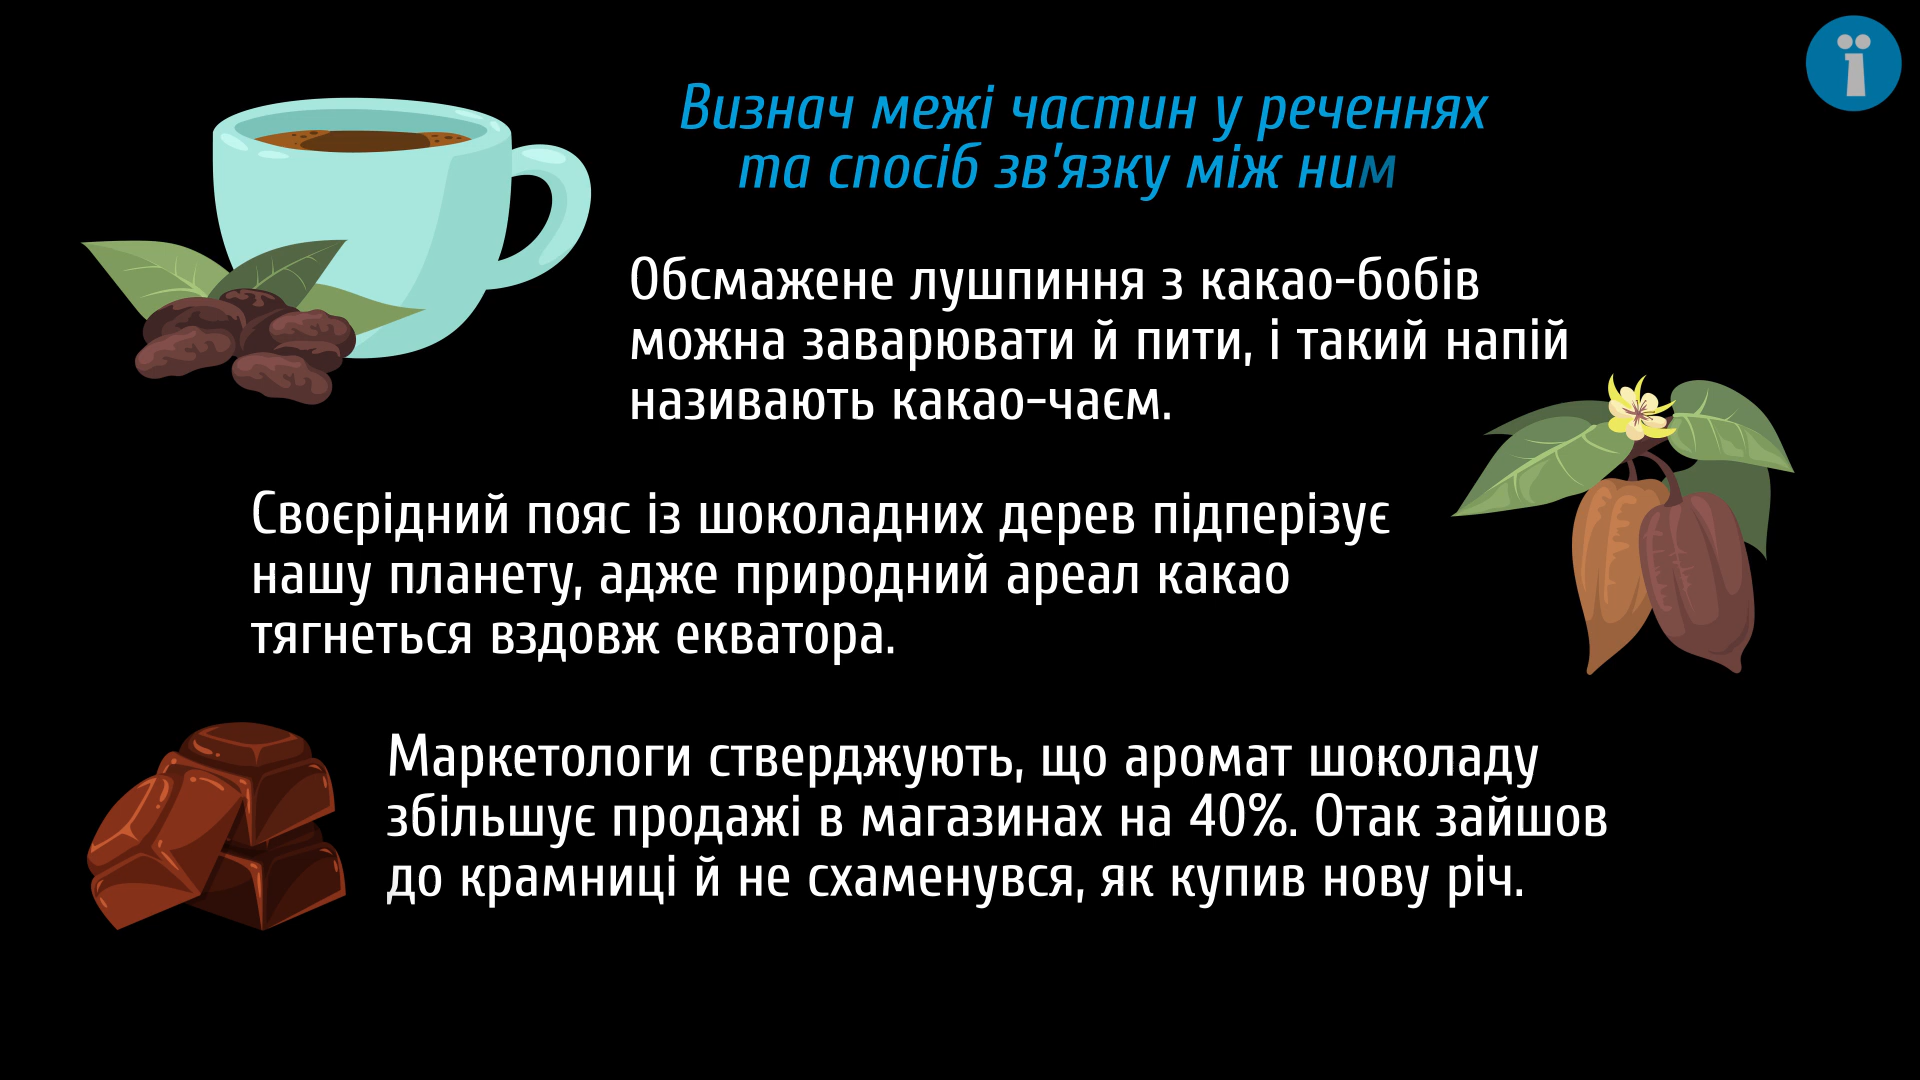 ї
Визнач межі частин у реченнях
та спосіб зв'язку між ним
Обсмажене лушпиння з какао-бобів
можна заварювати й пити, і такий напій
називають какао-чаєм.
Своєрідний пояс із шоколадних дерев підперізує
нашу планету, адже природний ареал какао
тягнеться вздовж екватора.
Маркетологи стверджують, що аромат шоколаду
збільшує продажі в магазинах на 40%. Отак зайшов
до крамниці й не схаменувся, як купив нову річ.